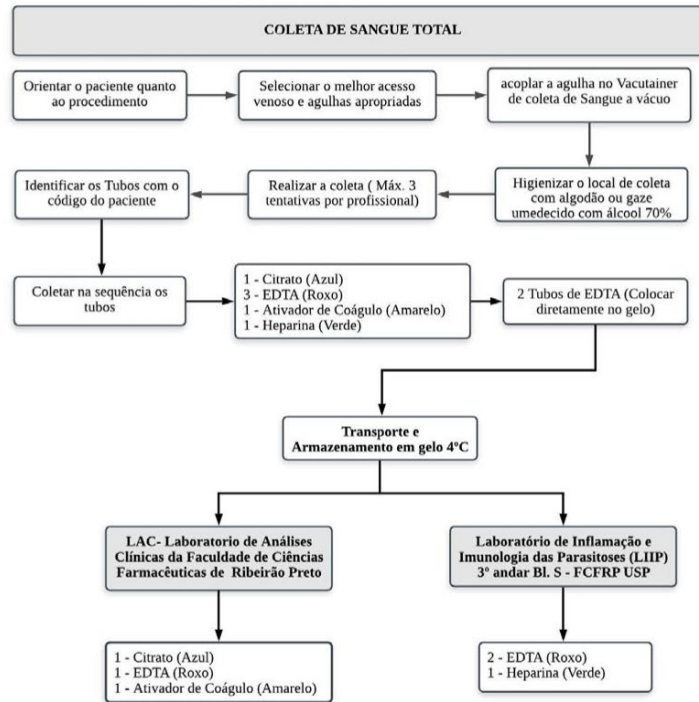 COLETA DE SANGUE TOTAL
Orientar o paciente quanto
ao procedimento
Selecionar o melhor acesso
venoso e agulhas apropriadas
acoplar a agulha no Vacutainer
de coleta de Sangue a vácuo
Higienizar o local de coleta
com algodão ou gaze
umedecido com álcool 70%
Realizar a coleta ( Máx. 3
tentativas por profissional)
Identificar os Tubos com o
código do paciente
Coletar na sequência os
tubos
1 - Citrato (Azul)
3 - EDTA (Roxo)
1 - Ativador de Coágulo (Amarelo)
1 - Heparina (Verde)
2 Tubos de EDTA (Colocar
diretamente no gelo)
Transporte e
Armazenamento em gelo 4ºC
LAC- Laboratorio de Análises
Clínicas da Faculdade de Ciências
Farmacêuticas de Ribeirão Preto
Laboratório de Inflamação e
Imunologia das Parasitoses (LIIP)
3º andar Bl. S - FCFRP USP
1 - Citrato (Azul)
1 - EDTA (Roxo)
1 - Ativador de Coágulo (Amarelo)
2 - EDTA (Roxo)
1 - Heparina (Verde)